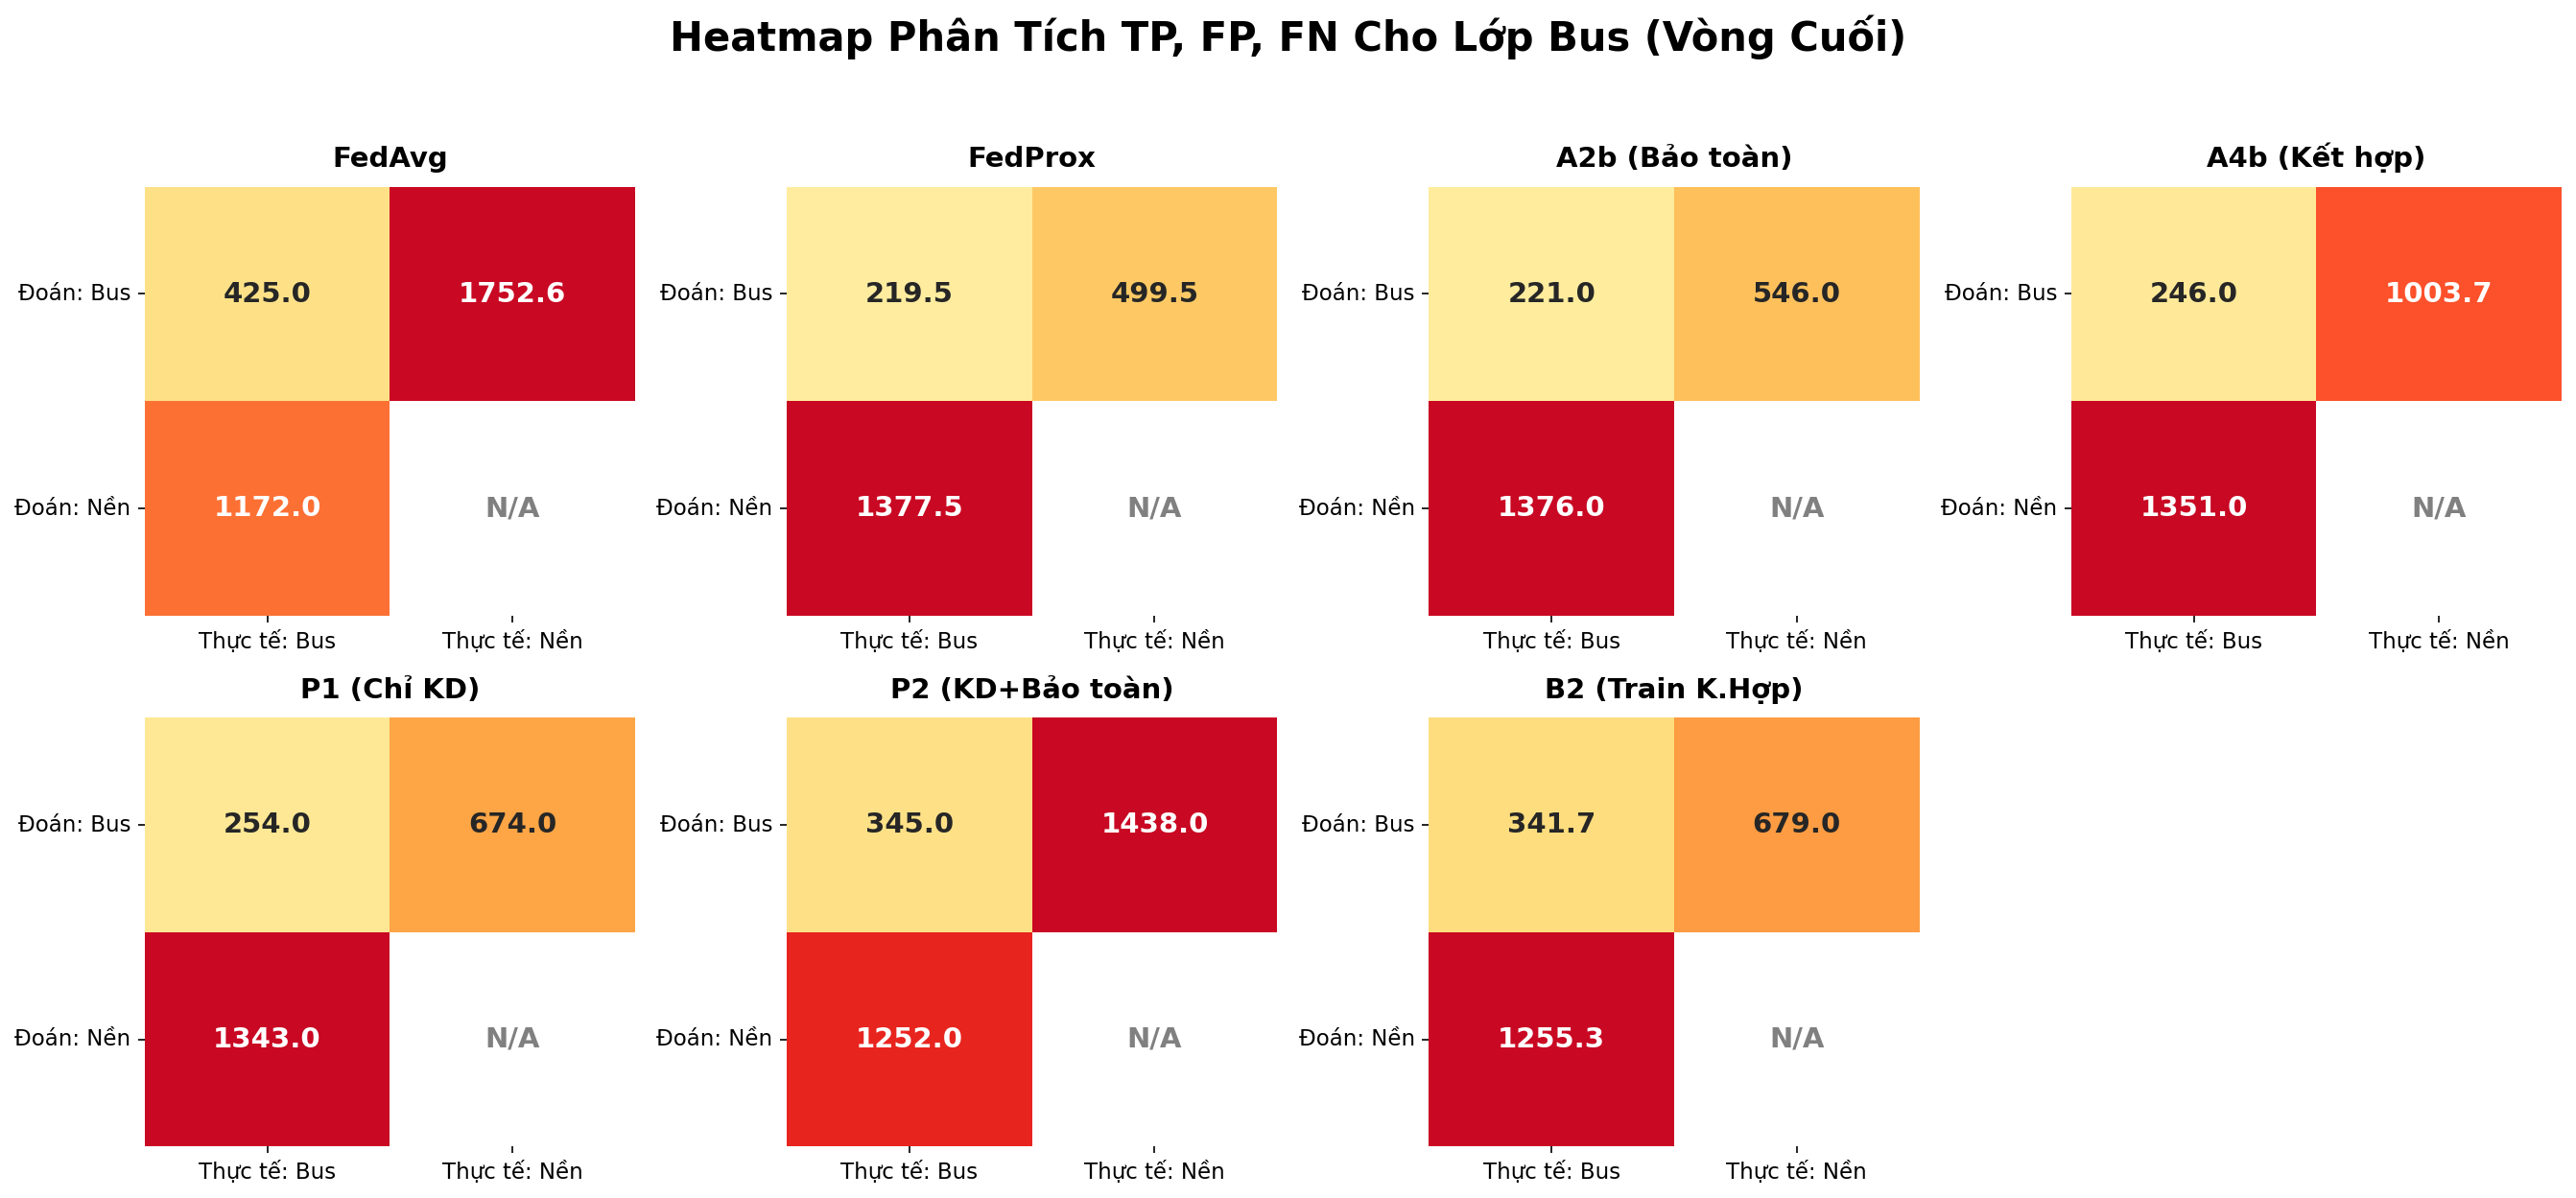 Heatmap Phân Tích TP, FP, FN Cho Lớp Bus (Vòng Cuối)
FedAvg
Đoán: Bus
425.0
1752.6
Đoán: Nền
1172.0
N/A
Thực tế: Bus
Thực tế: Nền
FedProx
Đoán: Bus
219.5
499.5
Đoán: Nền
1377.5
N/A
Thực tế: Bus
Thực tế: Nền
A2b (Bảo toàn)
Đoán: Bus
221.0
546.0
Đoán: Nền
1376.0
N/A
Thực tế: Bus
Thực tế: Nền
A4b (Kết hợp)
Đoán: Bus
246.0
1003.7
Đoán: Nền
1351.0
N/A
Thực tế: Bus
Thực tế: Nền
P1 (Chỉ KD)
Đoán: Bus
254.0
674.0
Đoán: Nền
1343.0
N/A
Thực tế: Bus
Thực tế: Nền
P2 (KD+Bảo toàn)
Đoán: Bus
345.0
1438.0
Đoán: Nền
1252.0
N/A
Thực tế: Bus
Thực tế: Nền
B2 (Train K.Hợp)
Đoán: Bus
341.7
679.0
Đoán: Nền
1255.3
N/A
Thực tế: Bus
Thực tế: Nền